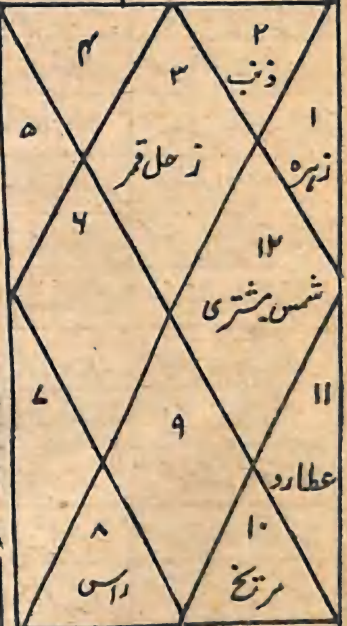 ۲
ذنب
۳
زحل قمر
۴
۱
زہرہ
۵
۶
۱۲
شمس مشتری
۷
۹
۱۱
عطارد
۸
راس
۱۰
مریخ